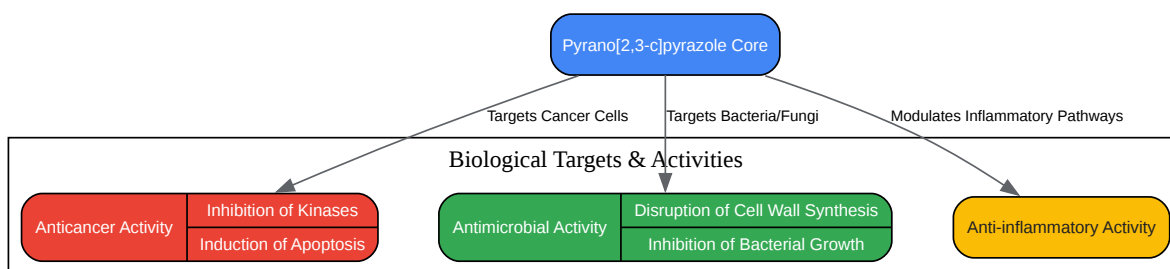 Pyrano[2,3-c]pyrazole Core
Targets Cancer Cells
Targets Bacteria/Fungi
Modulates Inflammatory Pathways
Biological Targets & Activities
Anticancer Activity
Inhibition of Kinases
Induction of Apoptosis
Antimicrobial Activity
Disruption of Cell Wall Synthesis
Inhibition of Bacterial Growth
Anti-inflammatory Activity